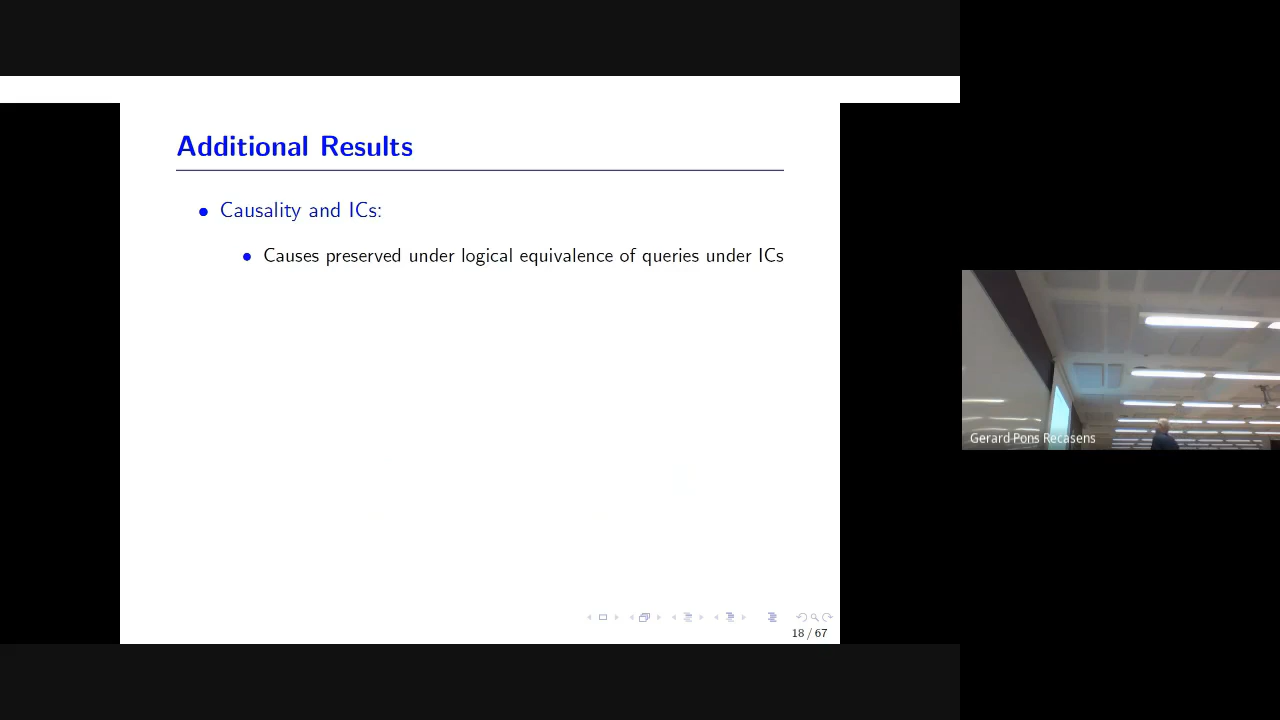 Additional Results
Causality and ICs:
Causes preserved under logical equivalence of queries under ICs
18 / 67
Gerard Pons Recasens